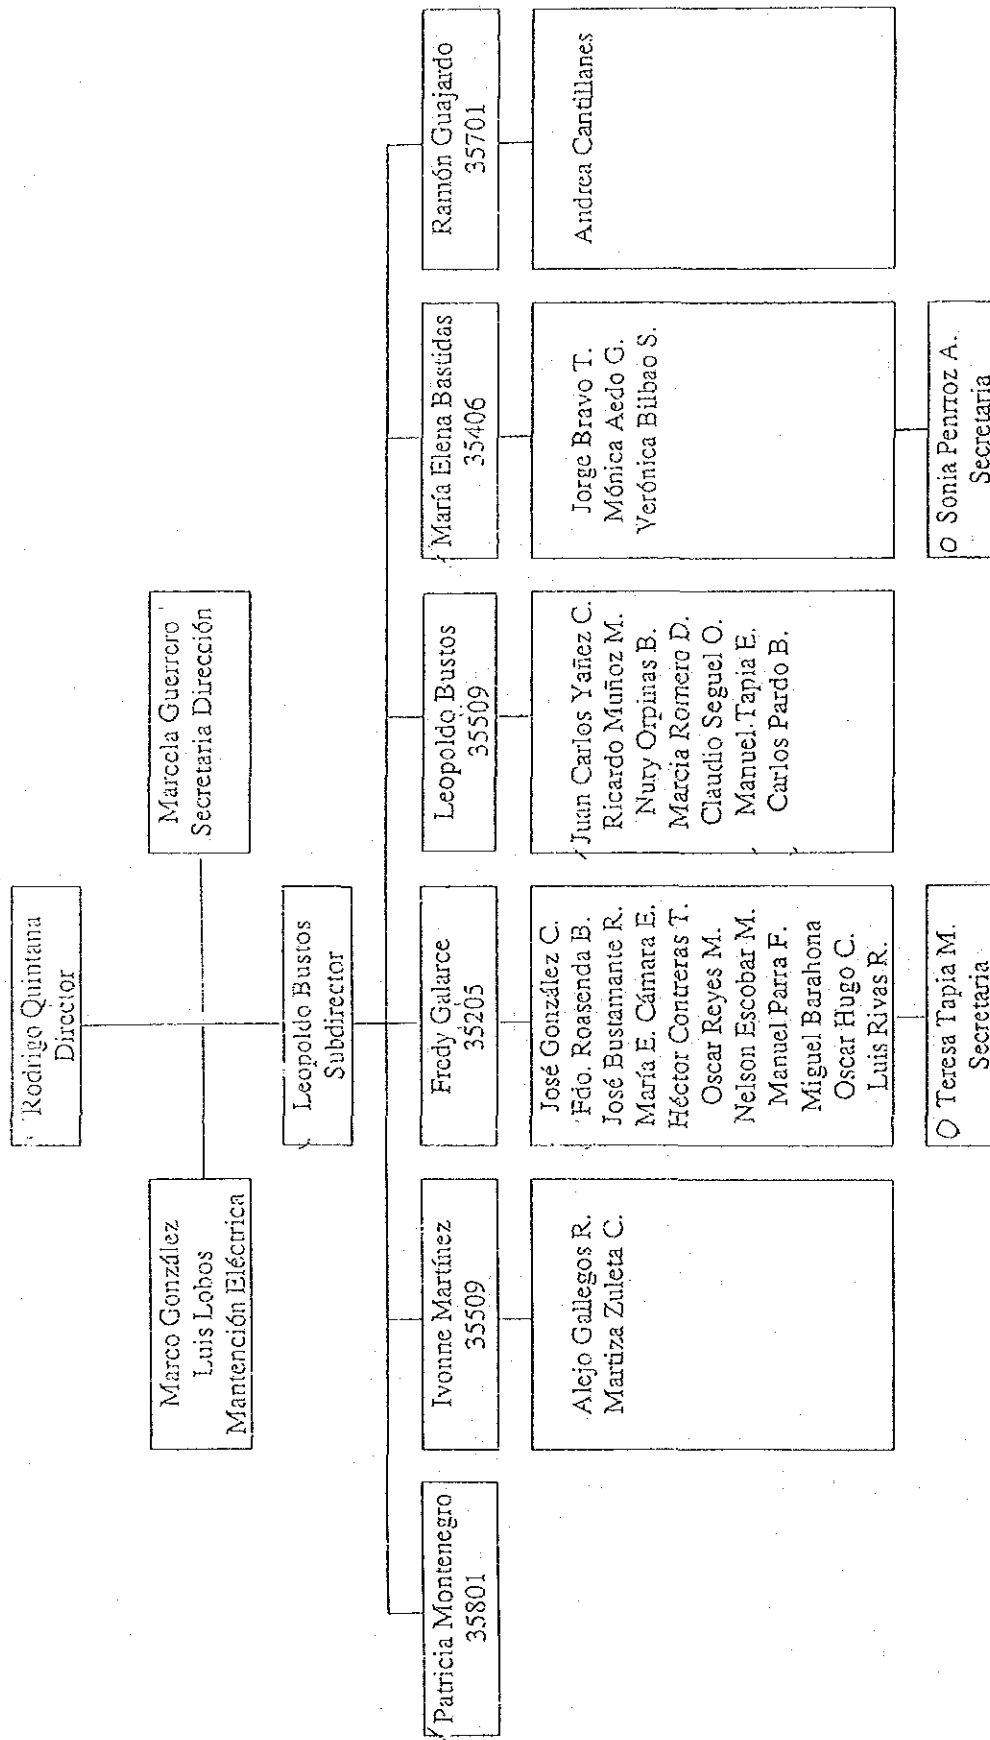 Rodrigo Quintana
Director
Marco González
Luis Lobos
Mantención Eléctrica
Marcela Guerrero
Secretaria Dirección
Leopoldo Bustos
Subdirector
Patricia Montenegro
35801
Ivonne Martínez
35509
Alejo Gallegos R.
Martiza Zuleta C.
Fredy Galarce
35205
José González C.
Fdo. Roasenda B.
José Bustamante R.
María E. Cámara E.
Héctor Contreras T.
Oscar Reyes M.
Nelson Escobar M.
Manuel Parra F.
Miguel Barahona
Oscar Hugo C.
Luis Rivas R.
Teresa Tapia M.
Secretaria
Leopoldo Bustos
35509
Juan Carlos Yañez C.
Ricardo Muñoz M.
Nury Orpinas B.
Marcia Romero D.
Claudio Seguel O.
Manuel Tapia E.
Carlos Pardo B.
María Elena Bastidas
35406
Jorge Bravo T.
Mónica Aedo G.
Verónica Bilbao S.
Sonia Penrroz A.
Secretaria
Ramón Guajardo
35701
Andrea Cantillanes